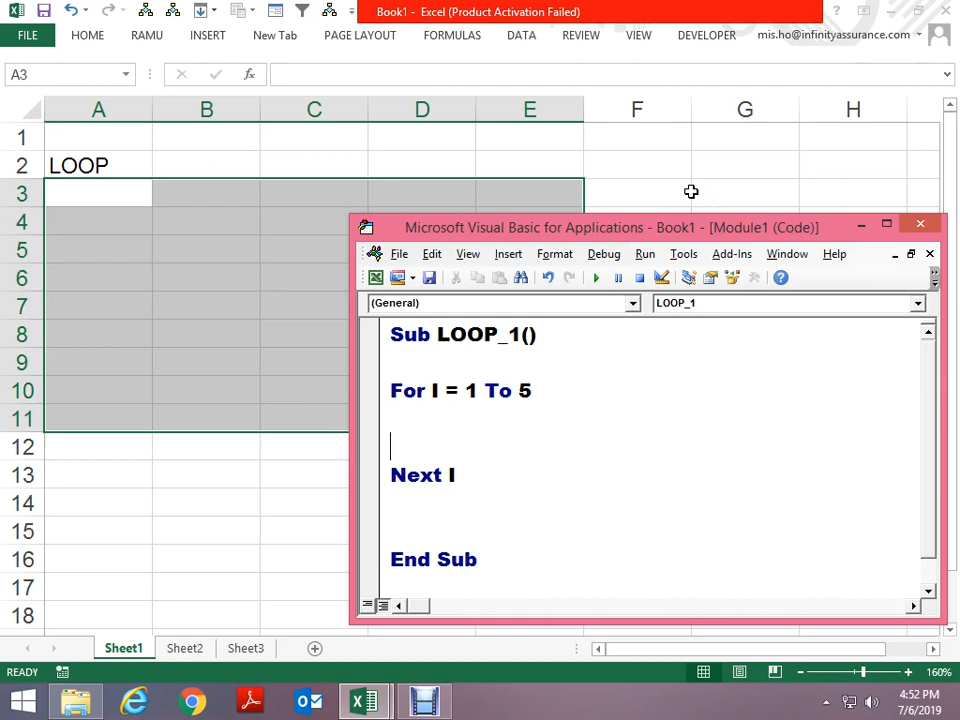 Book1 - Excel (Product Activation Failed)
FILE HOME RAMU INSERT New Tab PAGE LAYOUT FORMULAS DATA REVIEW VIEW DEVELOPER mis.ho@infinityassurance.com
A3 fx
A B C D E F G H
1
2 LOOP
3
4
5
6
7
8
9
10
11
12
13
14
15
16
17
18
Microsoft Visual Basic for Applications - Book1 - [Module1 (Code)]
File Edit View Insert Format Debug Run Tools Add-Ins Window Help
(General) LOOP_1
Sub LOOP_1()
For I = 1 To 5
Next I
End Sub
Sheet1 Sheet2 Sheet3
READY 160%
4:52 PM
7/6/2019